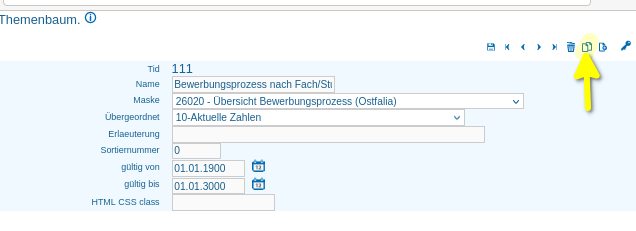 Themenbaum.
Tid 111
Name Bewerbungsprozess nach Fach/Stu
Maske 26020 - Übersicht Bewerbungsprozess (Ostfalia)
Übergeordnet 10-Aktuelle Zahlen
Erlaeuterung
Sortiernummer 0
gültig von 01.01.1900
gültig bis 01.01.3000
HTML CSS class